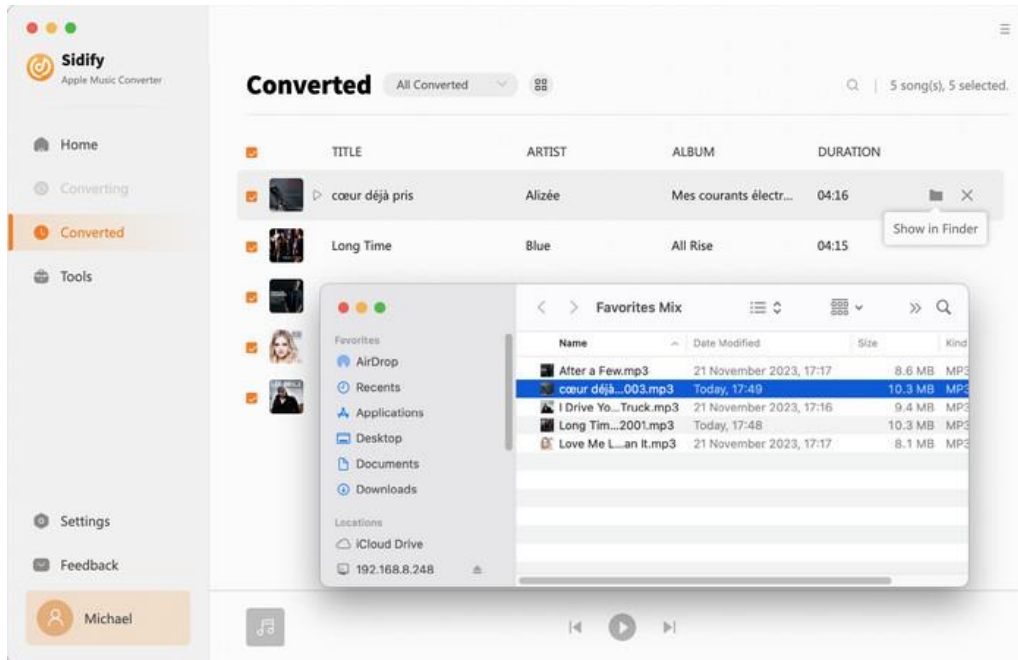 Sidify
Apple Music Converter
Home
Converting
Converted
Tools
Settings
Feedback
Michael
Converted All Converted 5 song(s), 5 selected.
TITLE ARTIST ALBUM DURATION
cœur déjà pris Alizée Mes courants électr... 04:16
Show in Finder
Long Time Blue All Rise 04:15
Favorites
AirDrop
Recents
Applications
Desktop
Documents
Downloads
Locations
iCloud Drive
192.168.8.248
Favorites Mix
Name Date Modified Size Kind
After a Few.mp3 21 November 2023, 17:17 8.6 MB MP3
cœur déjà...003.mp3 Today, 17:49 10.3 MB MP3
I Drive Yo...Truck.mp3 21 November 2023, 17:16 9.4 MB MP3
Long Tim...2001.mp3 Today, 17:48 10.3 MB MP3
Love Me L...an It.mp3 21 November 2023, 17:17 8.1 MB MP3